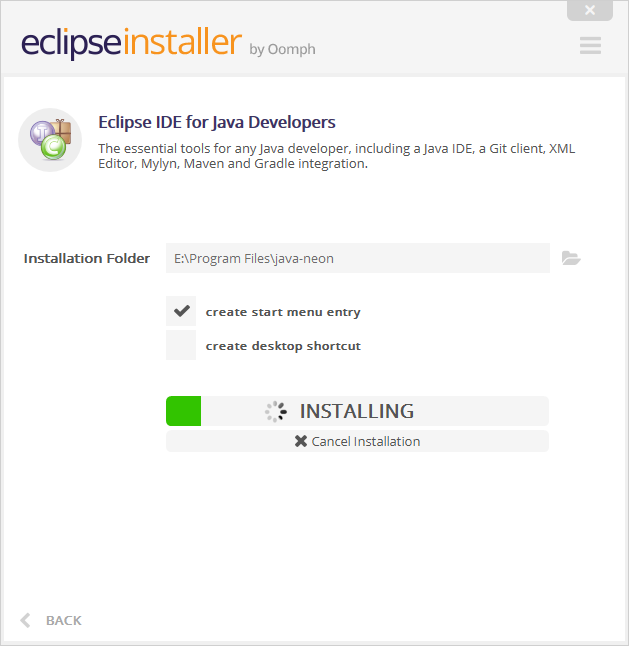 eclipseinstaller by Oomph
Eclipse IDE for Java Developers
The essential tools for any Java developer, including a Java IDE, a Git client, XML
Editor, Mylyn, Maven and Gradle integration.
Installation Folder E:\Program Files\java-neon
create start menu entry
create desktop shortcut
INSTALLING
Cancel Installation
BACK